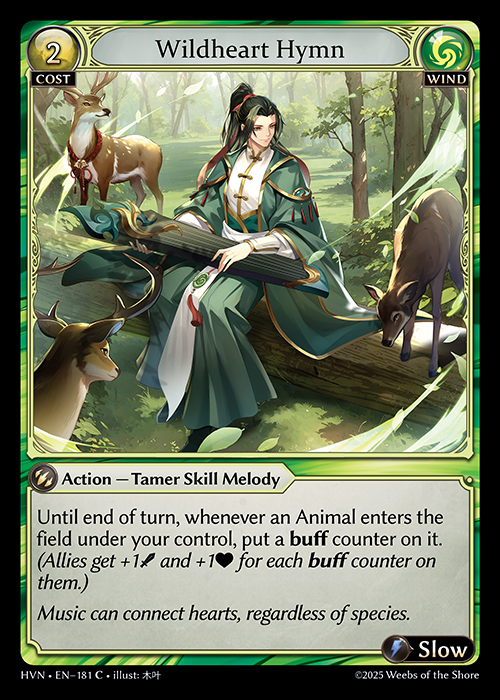 2
COST
Wildheart Hymn
WIND
Action — Tamer Skill Melody
Until end of turn, whenever an Animal enters the
field under your control, put a buff counter on it.
(Allies get +1 and +1 for each buff counter on
them.)
Music can connect hearts, regardless of species.
Slow
HVN • EN-181 C • illust: 木叶
©2025 Weebs of the Shore